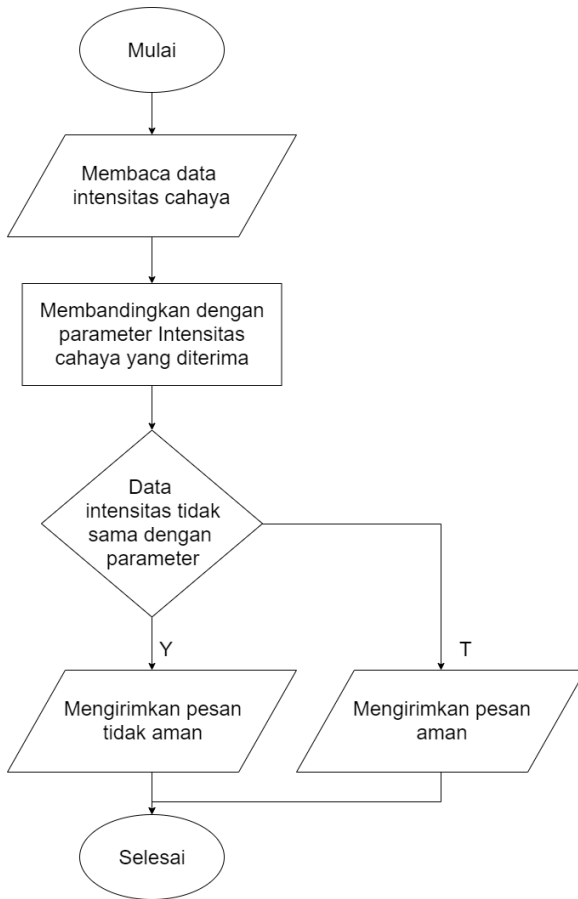 Mulai
Membaca data
intensitas cahaya
Membandingkan dengan
parameter Intensitas
cahaya yang diterima
Data
intensitas tidak
sama dengan
parameter
Y
T
Mengirimkan pesan
tidak aman
Mengirimkan pesan
aman
Selesai